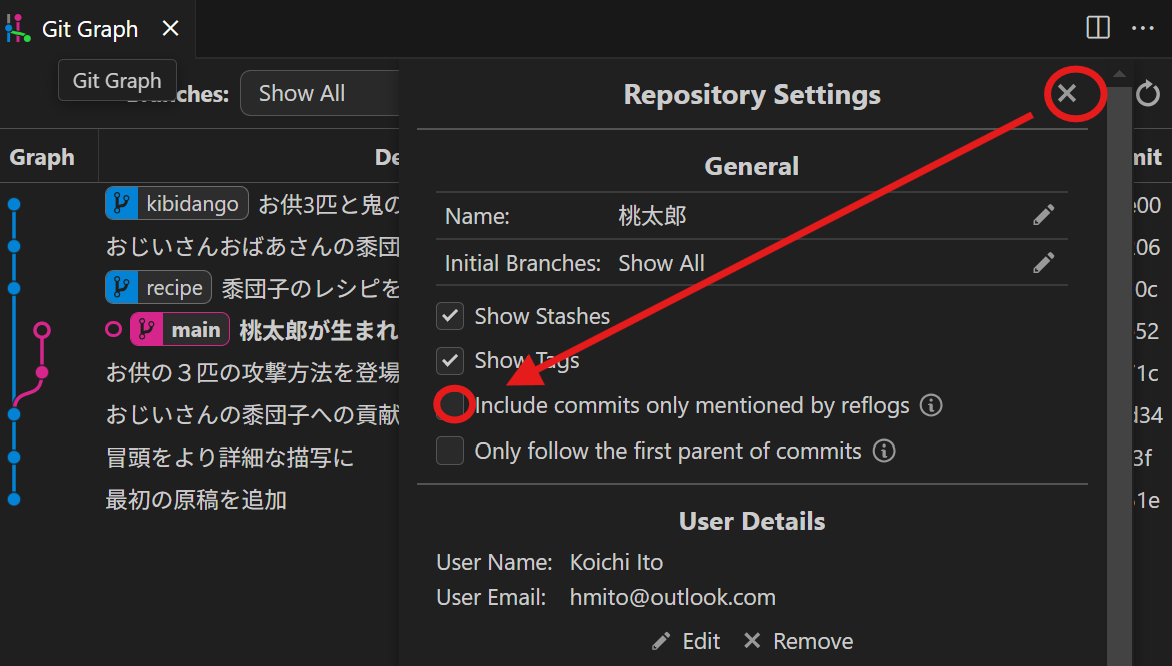 Git Graph
Git Graph
Branches: Show All
Repository Settings
Graph
General
kibidango お供3匹と鬼の
Name: 桃太郎
おじいさんおばあさんの黍団
Initial Branches: Show All
recipe 黍団子のレシピを
Show Stashes
main 桃太郎が生まれ
Show Tags
お供の３匹の攻撃方法を登場
Include commits only mentioned by reflogs
おじいさんの黍団子への貢献
Only follow the first parent of commits
冒頭をより詳細な描写に
最初の原稿を追加
User Details
User Name: Koichi Ito
User Email: hmito@outlook.com
Edit Remove